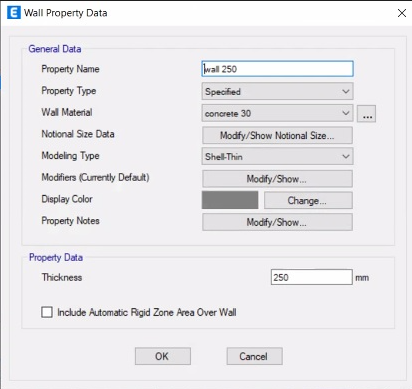 E Wall Property Data
General Data
Property Name wall 250
Property Type Specified
Wall Material concrete 30 ...
Notional Size Data Modify/Show Notional Size...
Modeling Type Shell-Thin
Modifiers (Currently Default) Modify/Show...
Display Color Change...
Property Notes Modify/Show...
Property Data
Thickness 250 mm
Include Automatic Rigid Zone Area Over Wall
OK Cancel